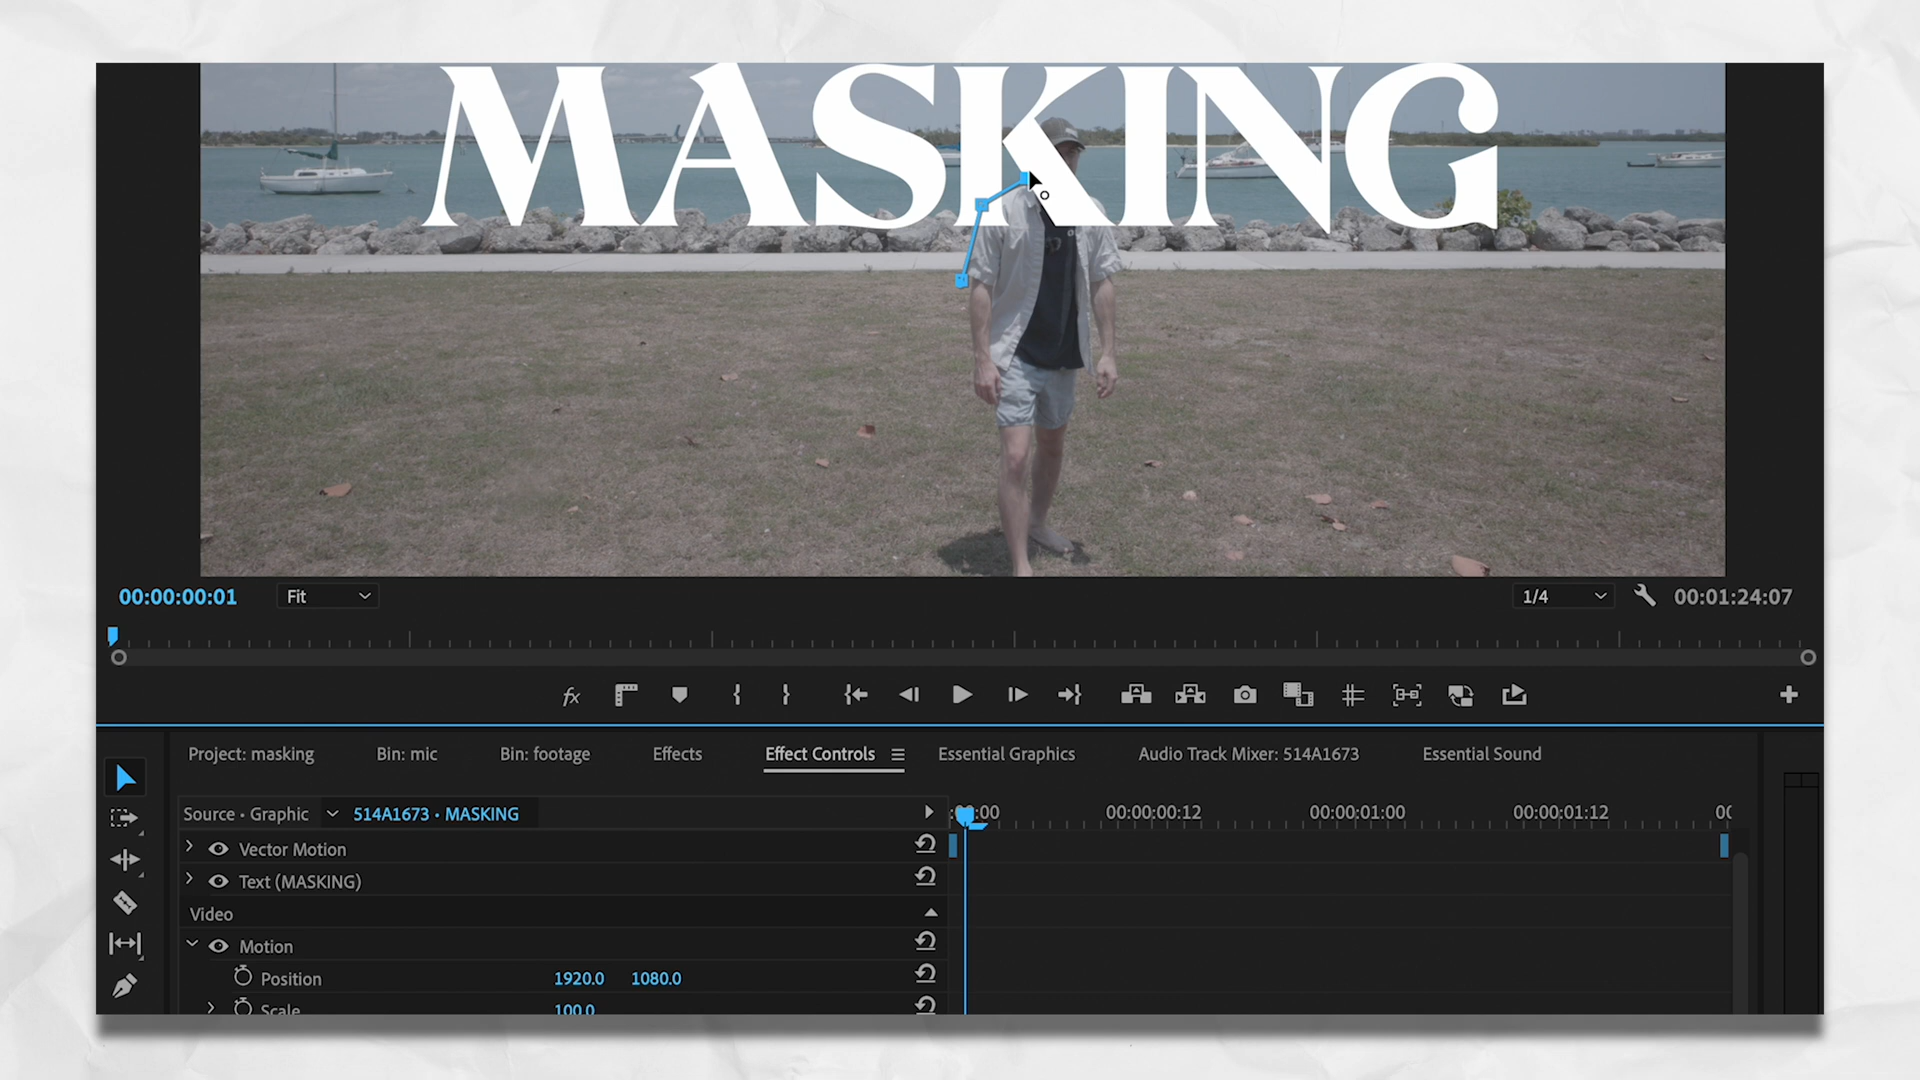 MASKING
00:00:00:01
Fit
1/4
00:01:24:07
fx
Project: masking
Bin: mic
Bin: footage
Effects
Effect Controls
Essential Graphics
Audio Track Mixer: 514A1673
Essential Sound
Source • Graphic
514A1673 • MASKING
:00
00:00:00:12
00:00:01:00
00:00:01:12
Vector Motion
Text (MASKING)
Video
Motion
Position 1920.0 1080.0
Scale 100.0